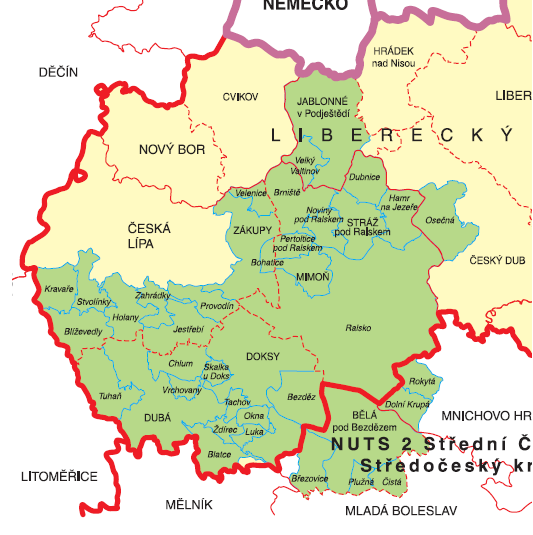 NĚMECKO
HRÁDEK
nad Nisou
DĚČÍN
CVIKOV
JABLONNÉ
v Podještědí
LIBER
LIBERECKÝ
NOVÝ BOR
Velký
Valtinov
Dubnice
Velenice
Brniště
Hamr
na Jezeře
Noviny
pod Ralskem
Osečná
STRÁŽ
pod Ralskem
ČESKÁ
LÍPA
ZÁKUPY
Pertoltice
pod Ralskem
Bohatice
ČESKÝ DUB
MIMOŇ
Kravaře
Stvolínky
Zahrádky
Provodín
Holany
Blíževedly
Jestřebí
Ralsko
DOKSY
Chlum
Skalka
u Doks
Rokytá
Vrchovany
Tuhaň
Tachov
Bezděz
Dolní Krupá
DUBÁ
Okna
BĚLÁ
pod Bezdězem
MNICHOVO HR
Ždírec
Luka
NUTS 2 Střední Č
Blatce
Středočeský kr
LITOMĚŘICE
Březovice
Plužná
Čistá
MĚLNÍK
MLADÁ BOLESLAV